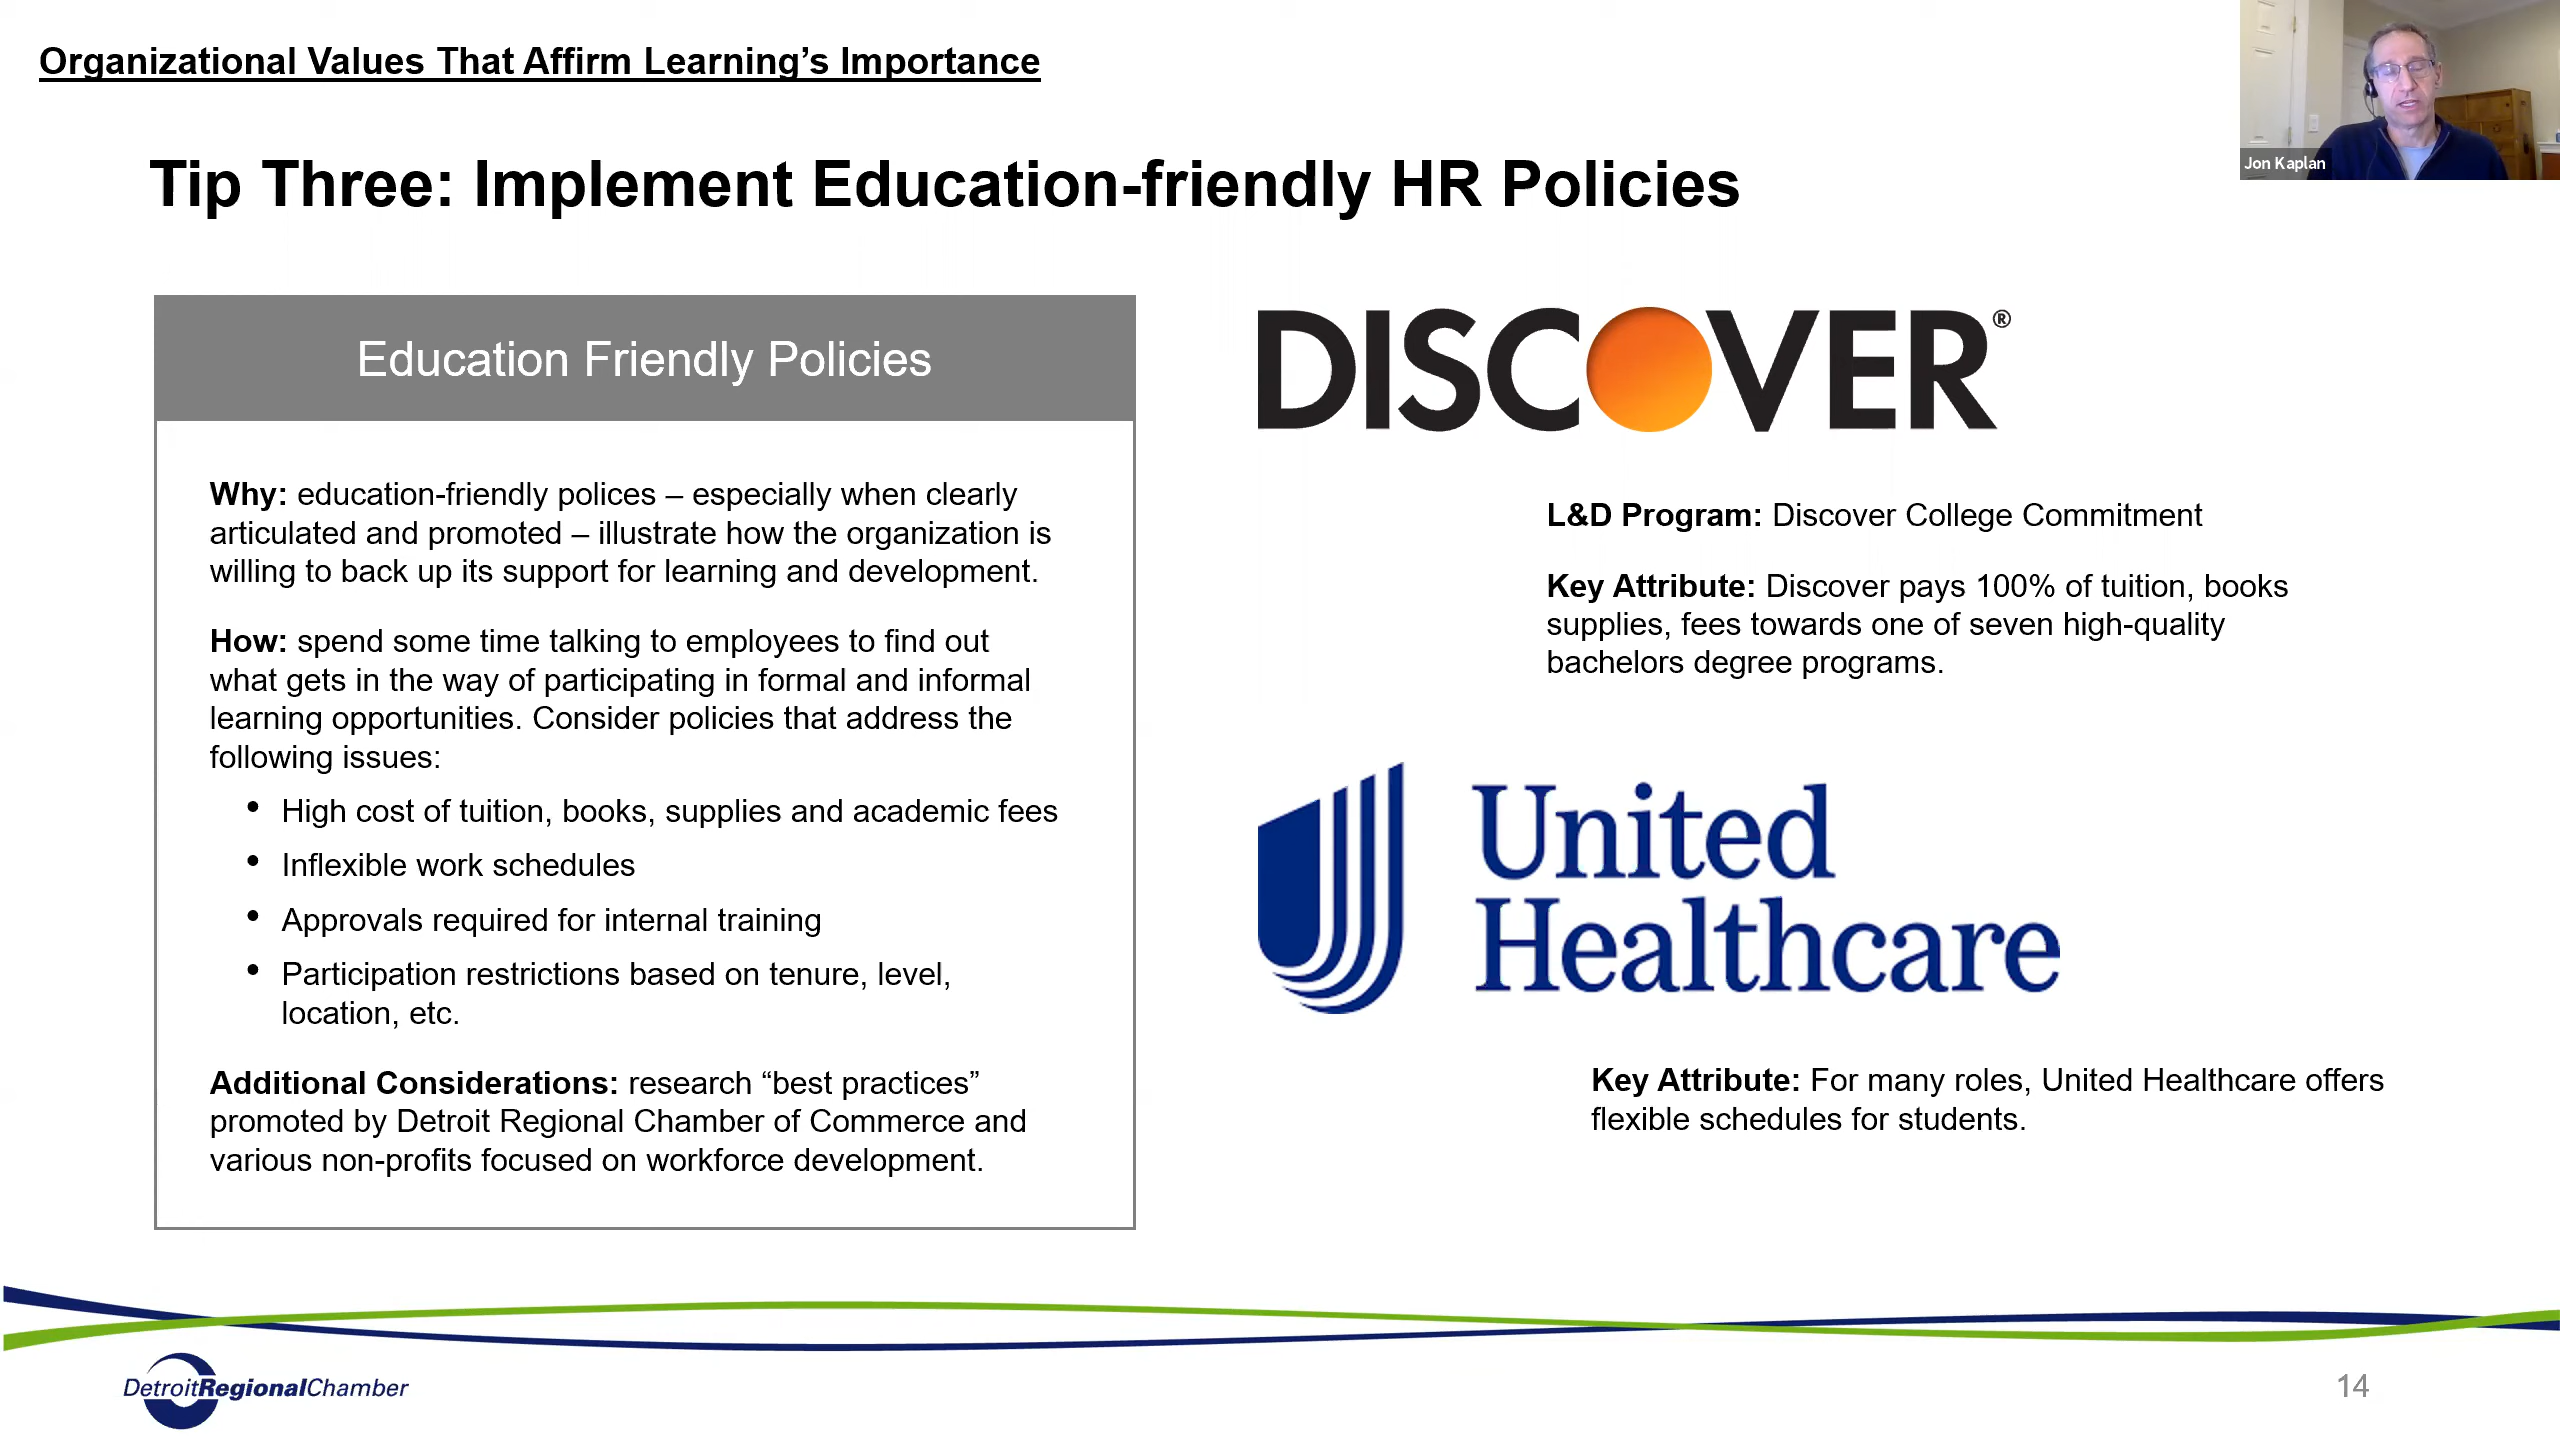 Organizational Values That Affirm Learning’s Importance
Jon Kaplan
Tip Three: Implement Education-friendly HR Policies
Education Friendly Policies
Why: education-friendly polices – especially when clearly
articulated and promoted – illustrate how the organization is
willing to back up its support for learning and development.
How: spend some time talking to employees to find out
what gets in the way of participating in formal and informal
learning opportunities. Consider policies that address the
following issues:
• High cost of tuition, books, supplies and academic fees
• Inflexible work schedules
• Approvals required for internal training
• Participation restrictions based on tenure, level,
location, etc.
Additional Considerations: research “best practices”
promoted by Detroit Regional Chamber of Commerce and
various non-profits focused on workforce development.
DISCOVER®
L&D Program: Discover College Commitment
Key Attribute: Discover pays 100% of tuition, books
supplies, fees towards one of seven high-quality
bachelors degree programs.
United
Healthcare
Key Attribute: For many roles, United Healthcare offers
flexible schedules for students.
DetroitRegionalChamber
14